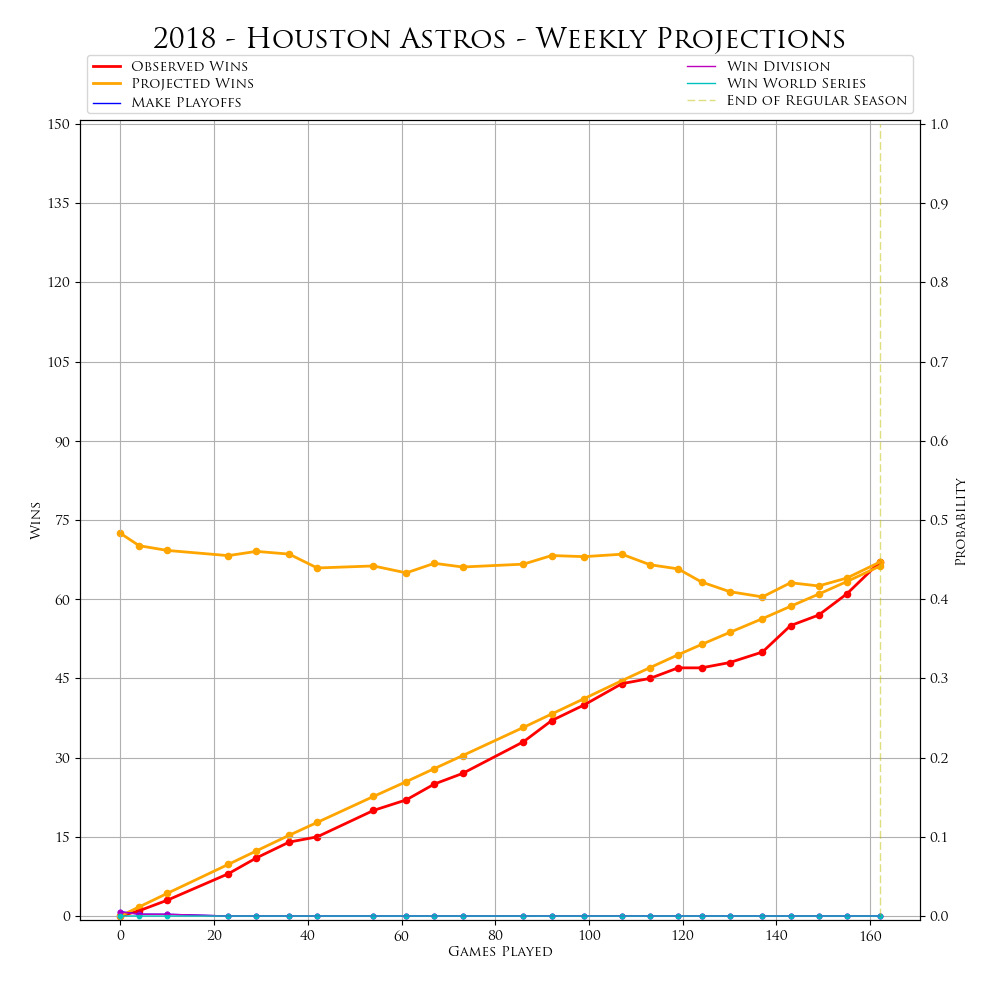 2018 - Houston Astros - Weekly Projections
Observed Wins
Projected Wins
Make Playoffs
Win Division
Win World Series
End of Regular Season
150
135
120
105
90
75
60
45
30
15
0
Wins
1.0
0.9
0.8
0.7
0.6
0.5
0.4
0.3
0.2
0.1
0.0
Probability
0 20 40 60 80 100 120 140 160
Games Played